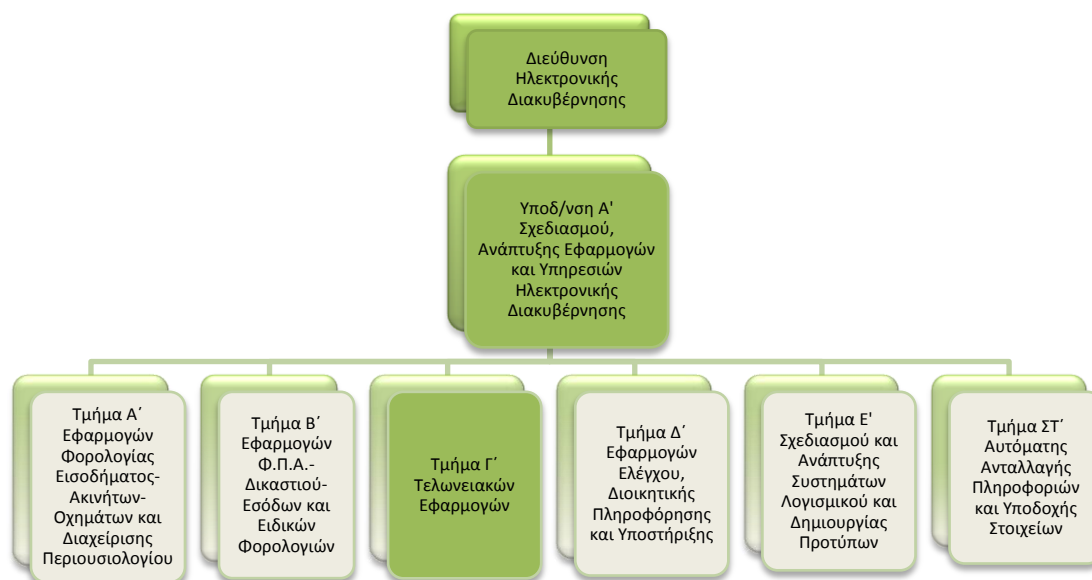 Διεύθυνση
Ηλεκτρονικής
Διακυβέρνησης
Υποδ/νση Α'
Σχεδιασμού,
Ανάπτυξης Εφαρμογών
και Υπηρεσιών
Ηλεκτρονικής
Διακυβέρνησης
Τμήμα Α΄
Εφαρμογών
Φορολογίας
Εισοδήματος-
Ακινήτων-
Οχημάτων και
Διαχείρισης
Περιουσιολογίου
Τμήμα Β΄
Εφαρμογών
Φ.Π.Α.-
Δικαστιού-
Εσόδων και
Ειδικών
Φορολογιών
Τμήμα Γ΄
Τελωνειακών
Εφαρμογών
Τμήμα Δ΄
Εφαρμογών
Ελέγχου,
Διοικητικής
Πληροφόρησης
και Υποστήριξης
Τμήμα Ε'
Σχεδιασμού και
Ανάπτυξης
Συστημάτων
Λογισμικού και
Δημιουργίας
Προτύπων
Τμήμα ΣΤ΄
Αυτόματης
Ανταλλαγής
Πληροφοριών
και Υποδοχής
Στοιχείων